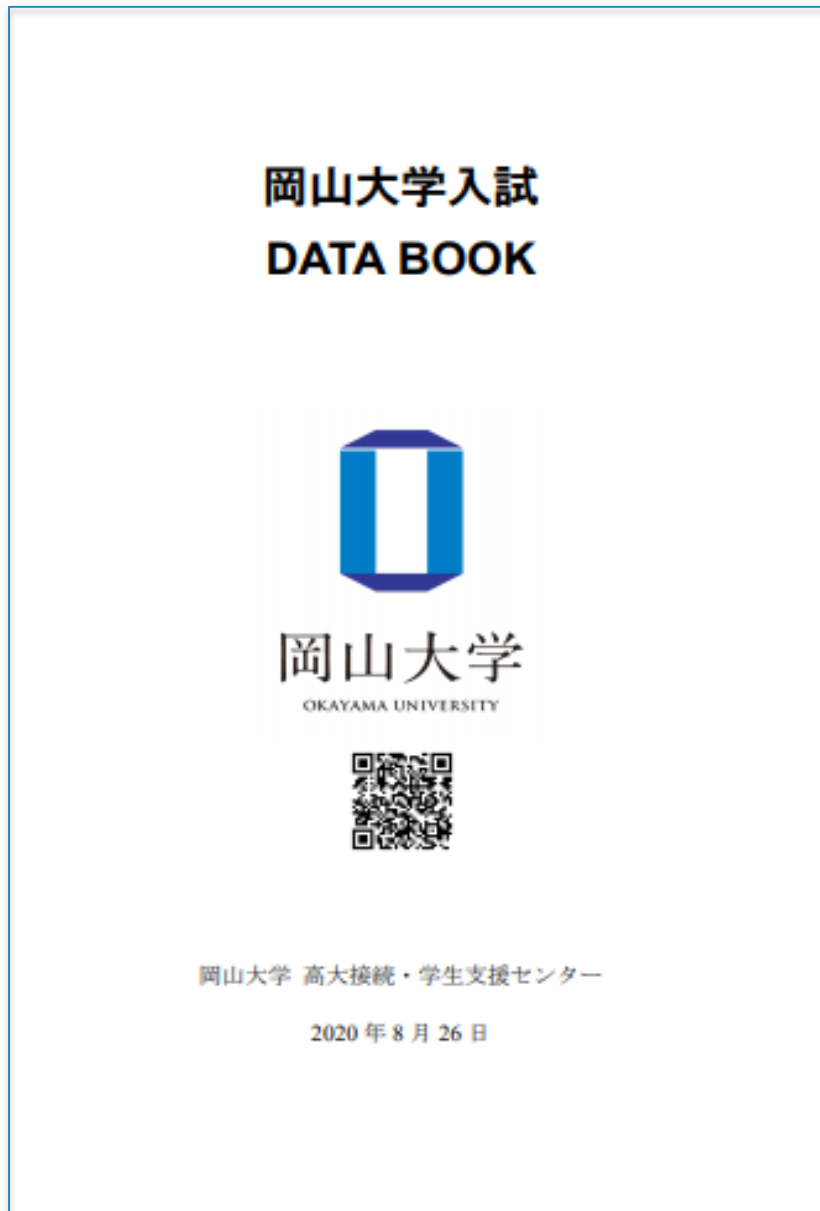 岡山大学入試
DATA BOOK
岡山大学
OKAYAMA UNIVERSITY
岡山大学 高大接続・学生支援センター
2020 年 8 月 26 日